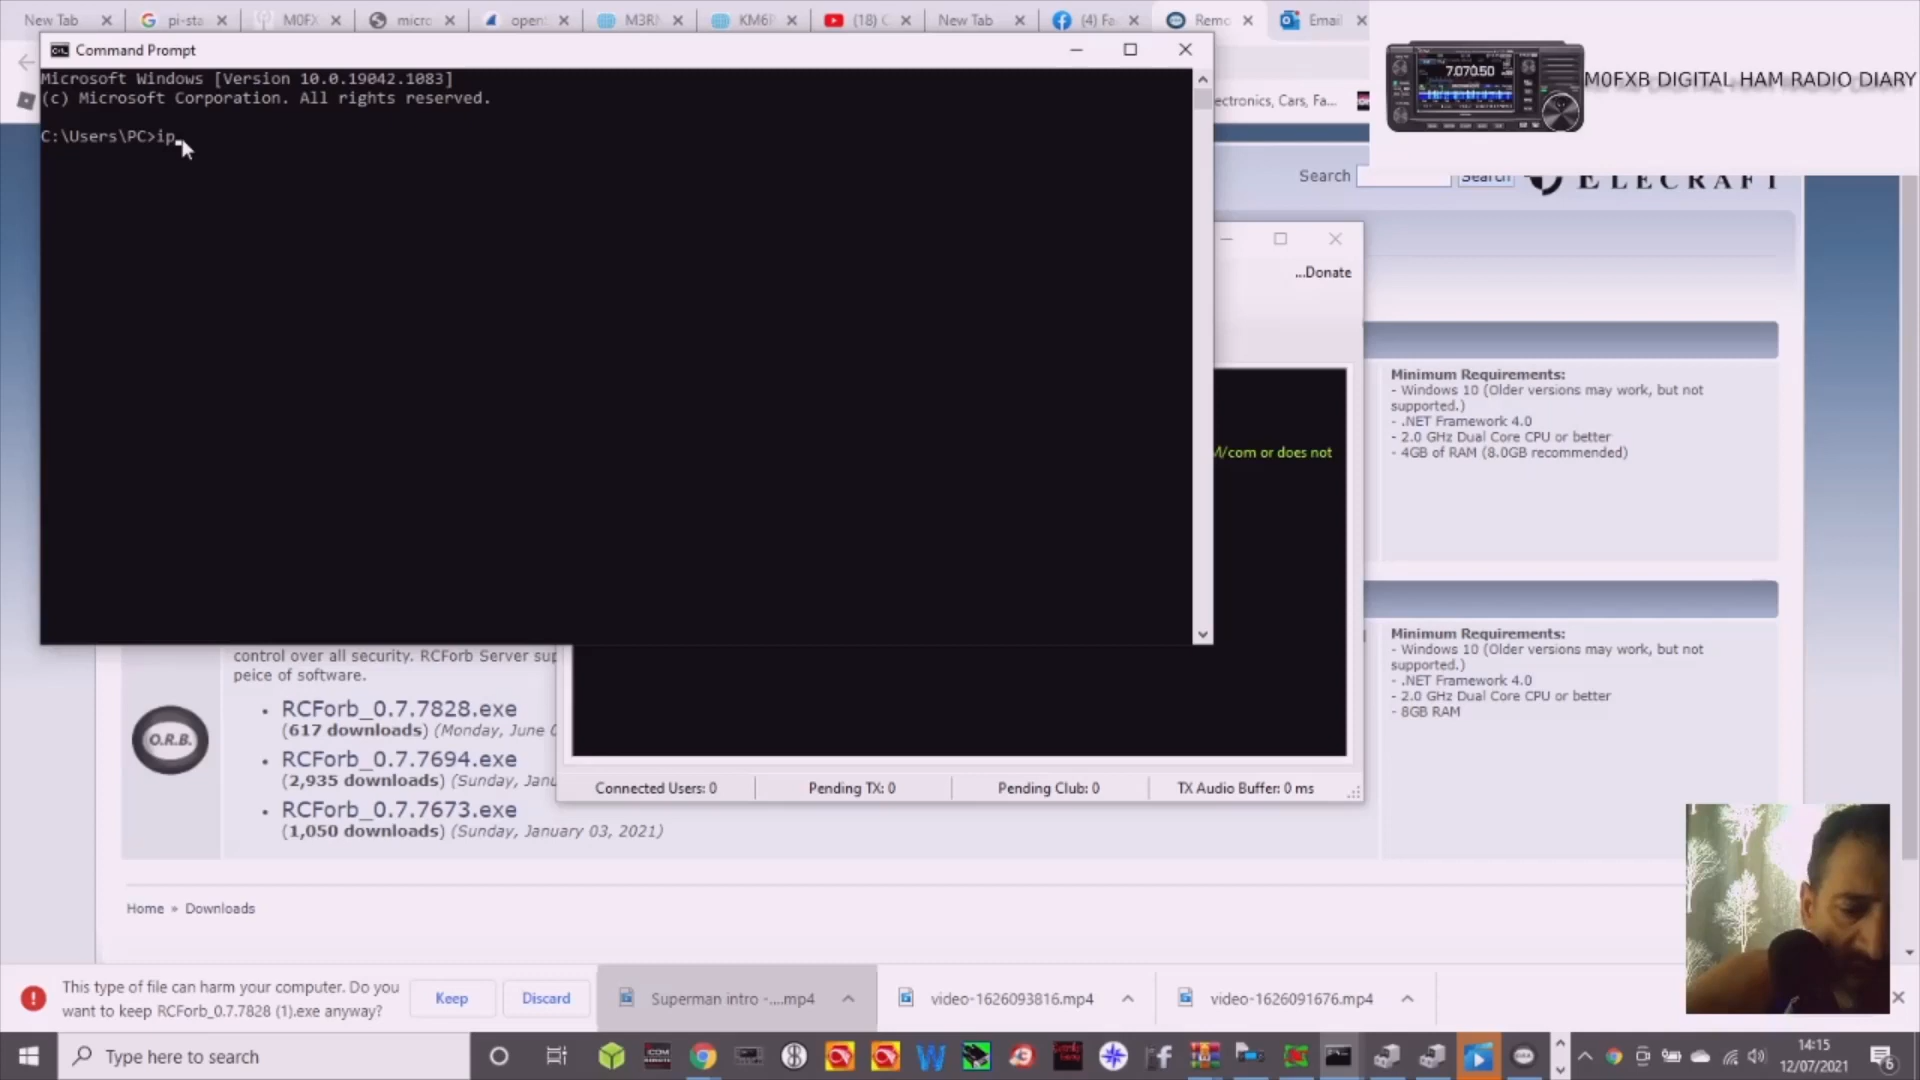 New Tab
pi-sta
M0FX
micro
open
M3R
KM6
(18)
New Tab
(4) Fa
Remo
Email
Command Prompt
Microsoft Windows [Version 10.0.19042.1083]
(c) Microsoft Corporation. All rights reserved.
C:\Users\PC>ip
ectronics, Cars, Fa...
7.070.50
M0FXB DIGITAL HAM RADIO DIARY
Search
Search
ELECRAFT
...Donate
Minimum Requirements:
- Windows 10 (Older versions may work, but not
supported.)
- .NET Framework 4.0
- 2.0 GHz Dual Core CPU or better
- 4GB of RAM (8.0GB recommended)
/com or does not
Minimum Requirements:
- Windows 10 (Older versions may work, but not
supported.)
- .NET Framework 4.0
- 2.0 GHz Dual Core CPU or better
- 8GB RAM
control over all security. RCForb Server sup
peice of software.
O.R.B.
• RCForb_0.7.7828.exe
(617 downloads) (Monday, June
• RCForb_0.7.7694.exe
(2,935 downloads) (Sunday, Janu
• RCForb_0.7.7673.exe
(1,050 downloads) (Sunday, January 03, 2021)
Connected Users: 0
Pending TX: 0
Pending Club: 0
TX Audio Buffer: 0 ms
Home » Downloads
This type of file can harm your computer. Do you
want to keep RCForb_0.7.7828 (1).exe anyway?
Keep
Discard
Superman intro -....mp4
video-1626093816.mp4
video-1626091676.mp4
Type here to search
14:15
12/07/2021
6